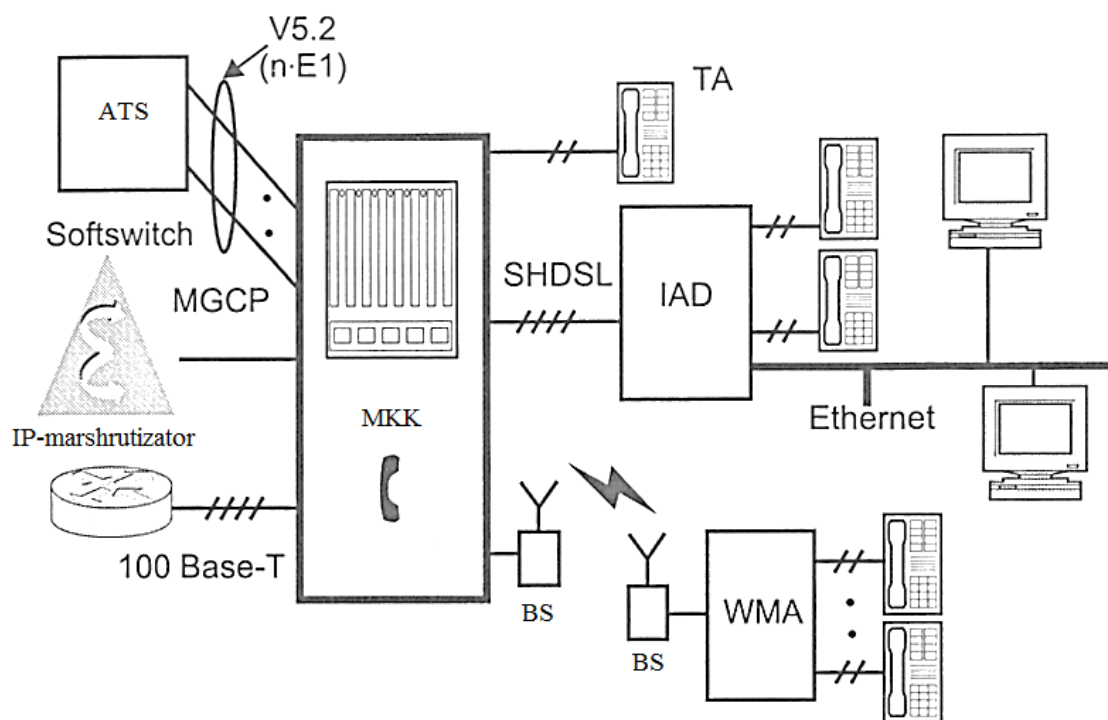 V5.2
(n·E1)
ATS
TA
Softswitch
MGCP
SHDSL
IAD
IP-marshrutizator
MKK
Ethernet
100 Base-T
BS
BS
WMA